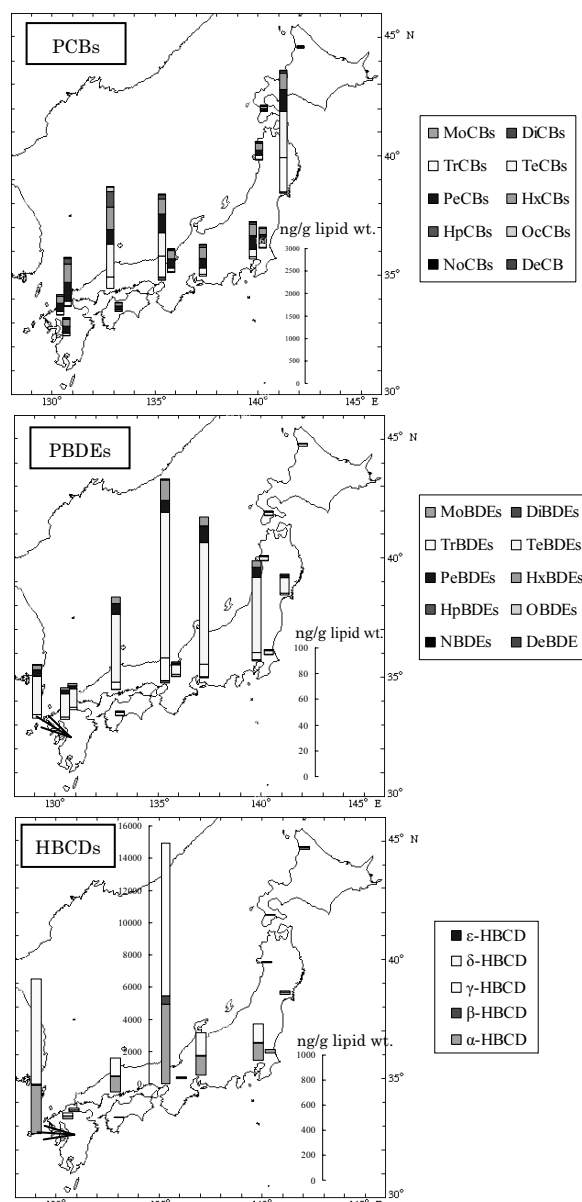 PCBs
45° N
40°
35°
30°
130°
135°
140° E
ng/g lipid wt.
3000
2500
2000
1500
1000
500
0
MoCBs DiCBs
TrCBs TeCBs
PeCBs HxCBs
HpCBs OcCBs
NoCBs DeCB
PBDEs
45° N
40°
35°
30°
130°
135°
140° E
ng/g lipid wt.
100
80
60
40
20
0
MoBDEs DiBDEs
TrBDEs TeBDEs
PeBDEs HxBDEs
HpBDEs OBDEs
NBDEs DeBDE
HBCDs
16000
14000
12000
10000
8000
6000
4000
2000
0
45° N
40°
35°
30°
ng/g lipid wt.
1000
800
600
400
200
0
ε-HBCD
δ-HBCD
γ-HBCD
β-HBCD
α-HBCD